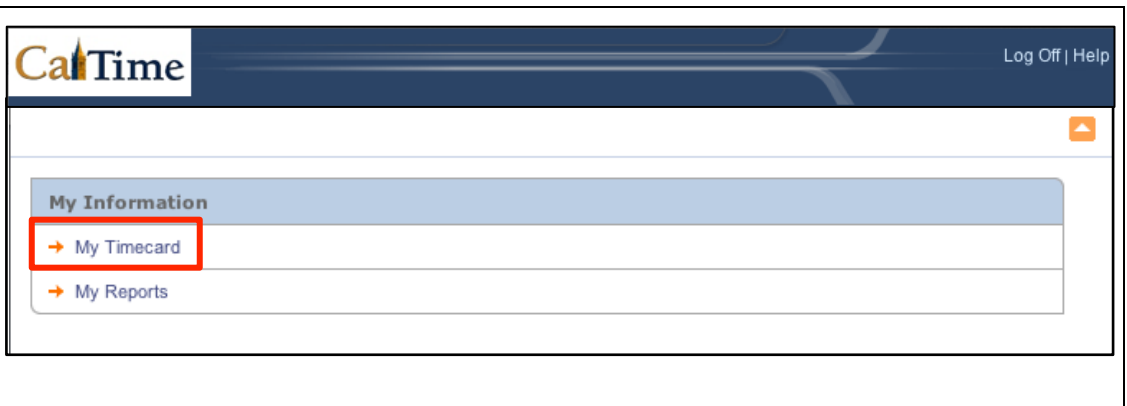 CalTime
Log Off | Help
My Information
My Timecard
My Reports